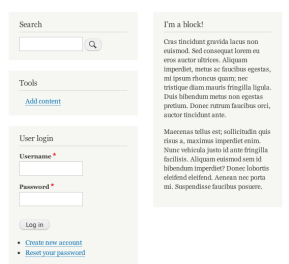 Search
Tools
Add content
User login
Username *
Password *
Log in
Create new account
Reset your password
I'm a block!
Cras tincidunt gravida lacus non
euismod. Sed consequat lorem eu
eros auctor ultrices. Aliquam
imperdiet, metus ac faucibus egestas,
mi ipsum rhoncus quam; nec
tristique diam mauris fringilla ligula.
Duis bibendum metus non egestas
pretium. Donec rutrum faucibus orci,
auctor tincidunt ante.
Maecenas tellus est; sollicitudin quis
risus a, maximus imperdiet enim.
Nunc vehicula justo id ante fringilla
facilisis. Aliquam euismod sem id
bibendum imperdiet? Donec lobortis
eleifend eleifend. Aenean nec porta
mi. Suspendisse faucibus posuere.